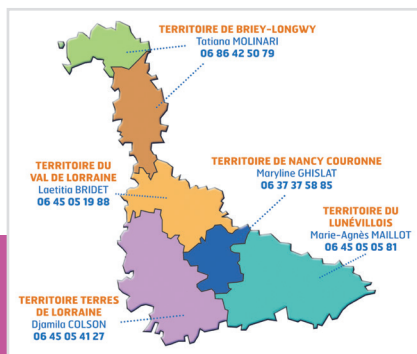 TERRITOIRE DE BRIEY-LONGWY
Tatiana MOLINARI
06 86 42 50 79
TERRITOIRE DU
VAL DE LORRAINE
Laetitia BRIDET
06 45 05 19 88
TERRITOIRE DE NANCY COURONNE
Maryline GHISLAT
06 37 37 58 85
TERRITOIRE DU
LUNÉVILLOIS
Marie-Agnès MAILLOT
06 45 05 05 81
TERRITOIRE TERRES
DE LORRAINE
Djamila COLSON
06 45 05 41 27